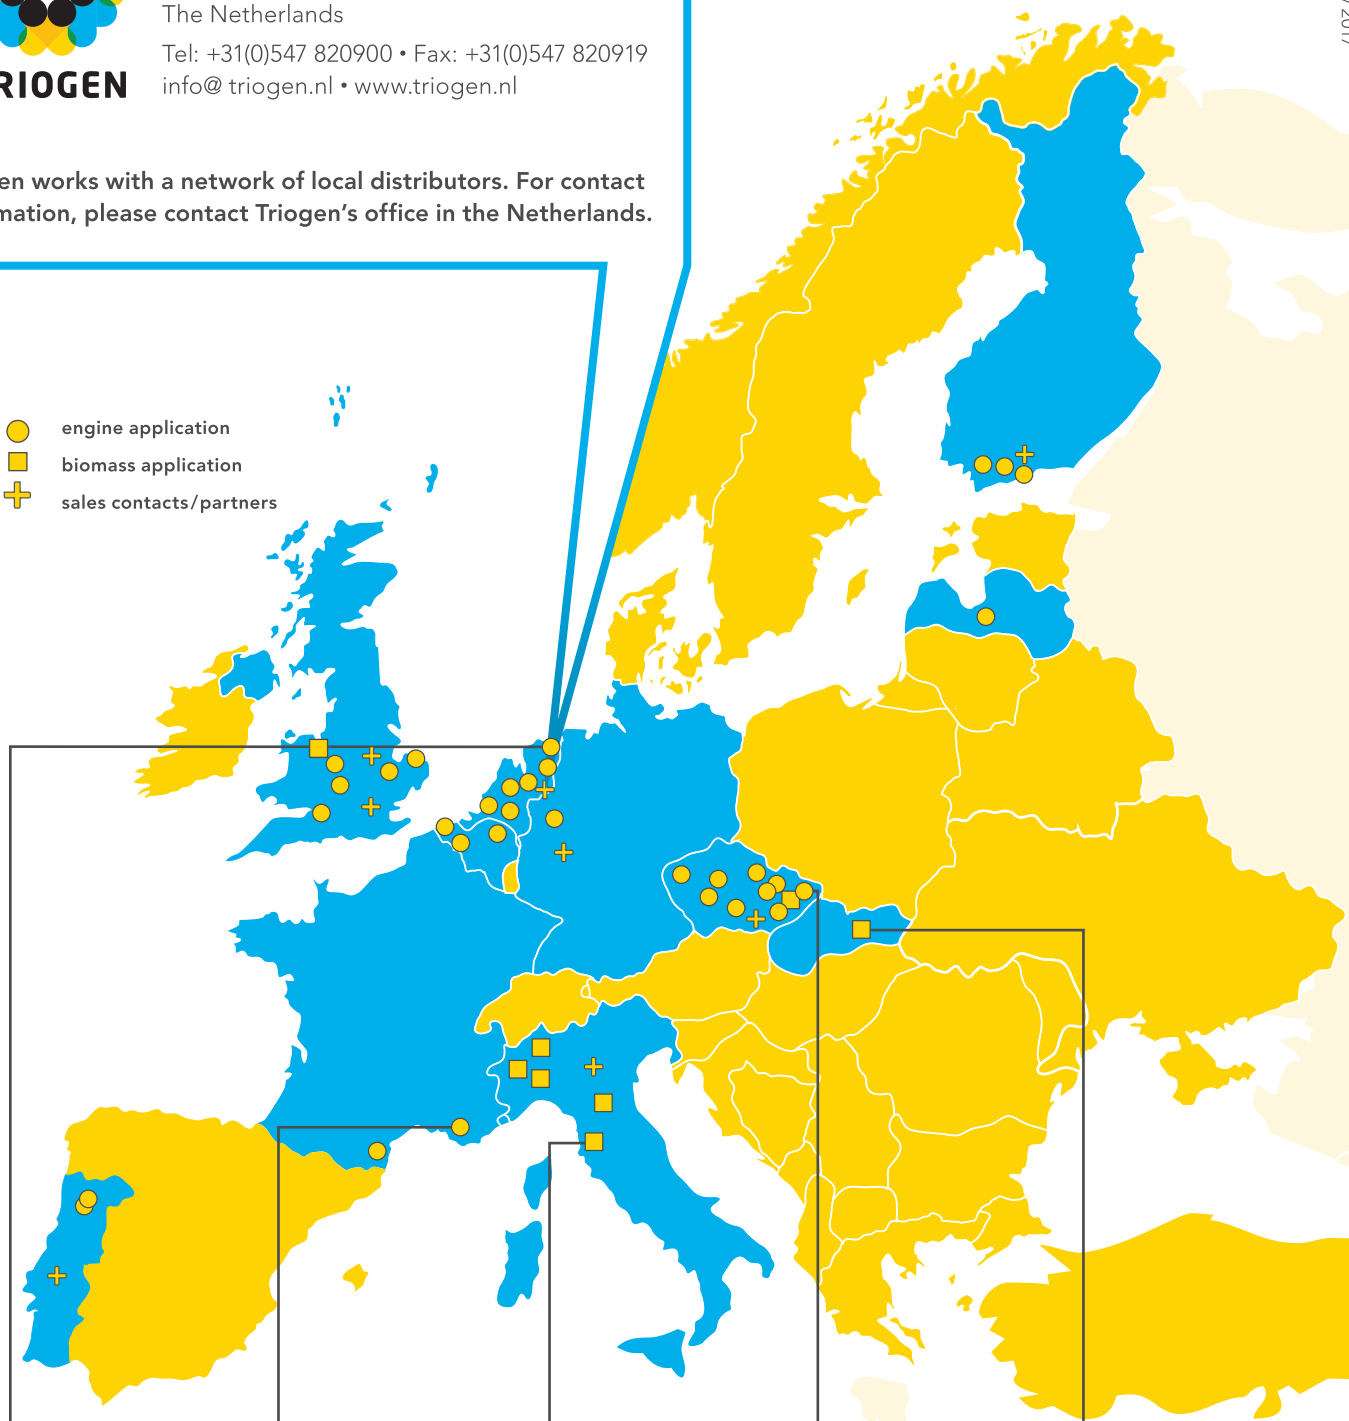 The Netherlands
Tel: +31(0)547 820900 • Fax: +31(0)547 820919
info@ triogen.nl • www.triogen.nl
RIOGEN
en works with a network of local distributors. For contact
mation, please contact Triogen's office in the Netherlands.
engine application
biomass application
sales contacts/partners
2017